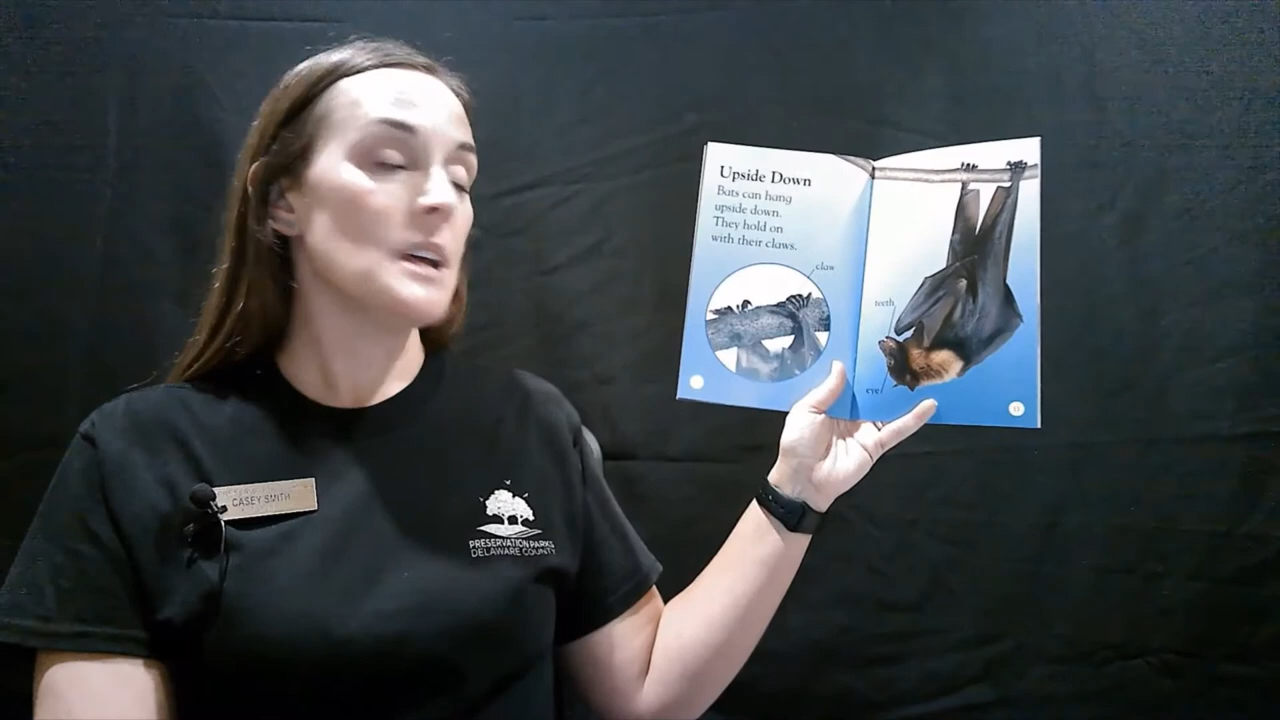 Upside Down
Bats can hang
upside down.
They hold on
with their claws.
claw
teeth
eye
CASEY SMITH
PRESERVATION PARKS
DELAWARE COUNTY